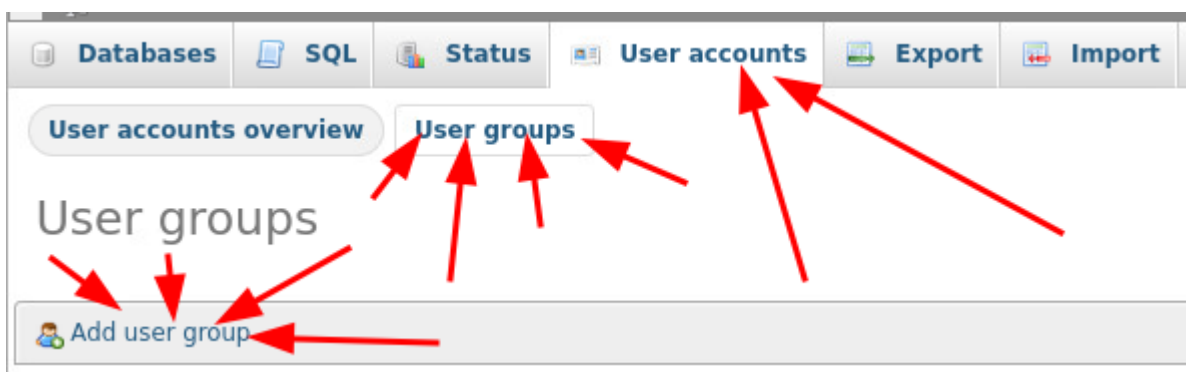 Databases SQL Status User accounts Export Import
User accounts overview User groups
User groups
Add user group